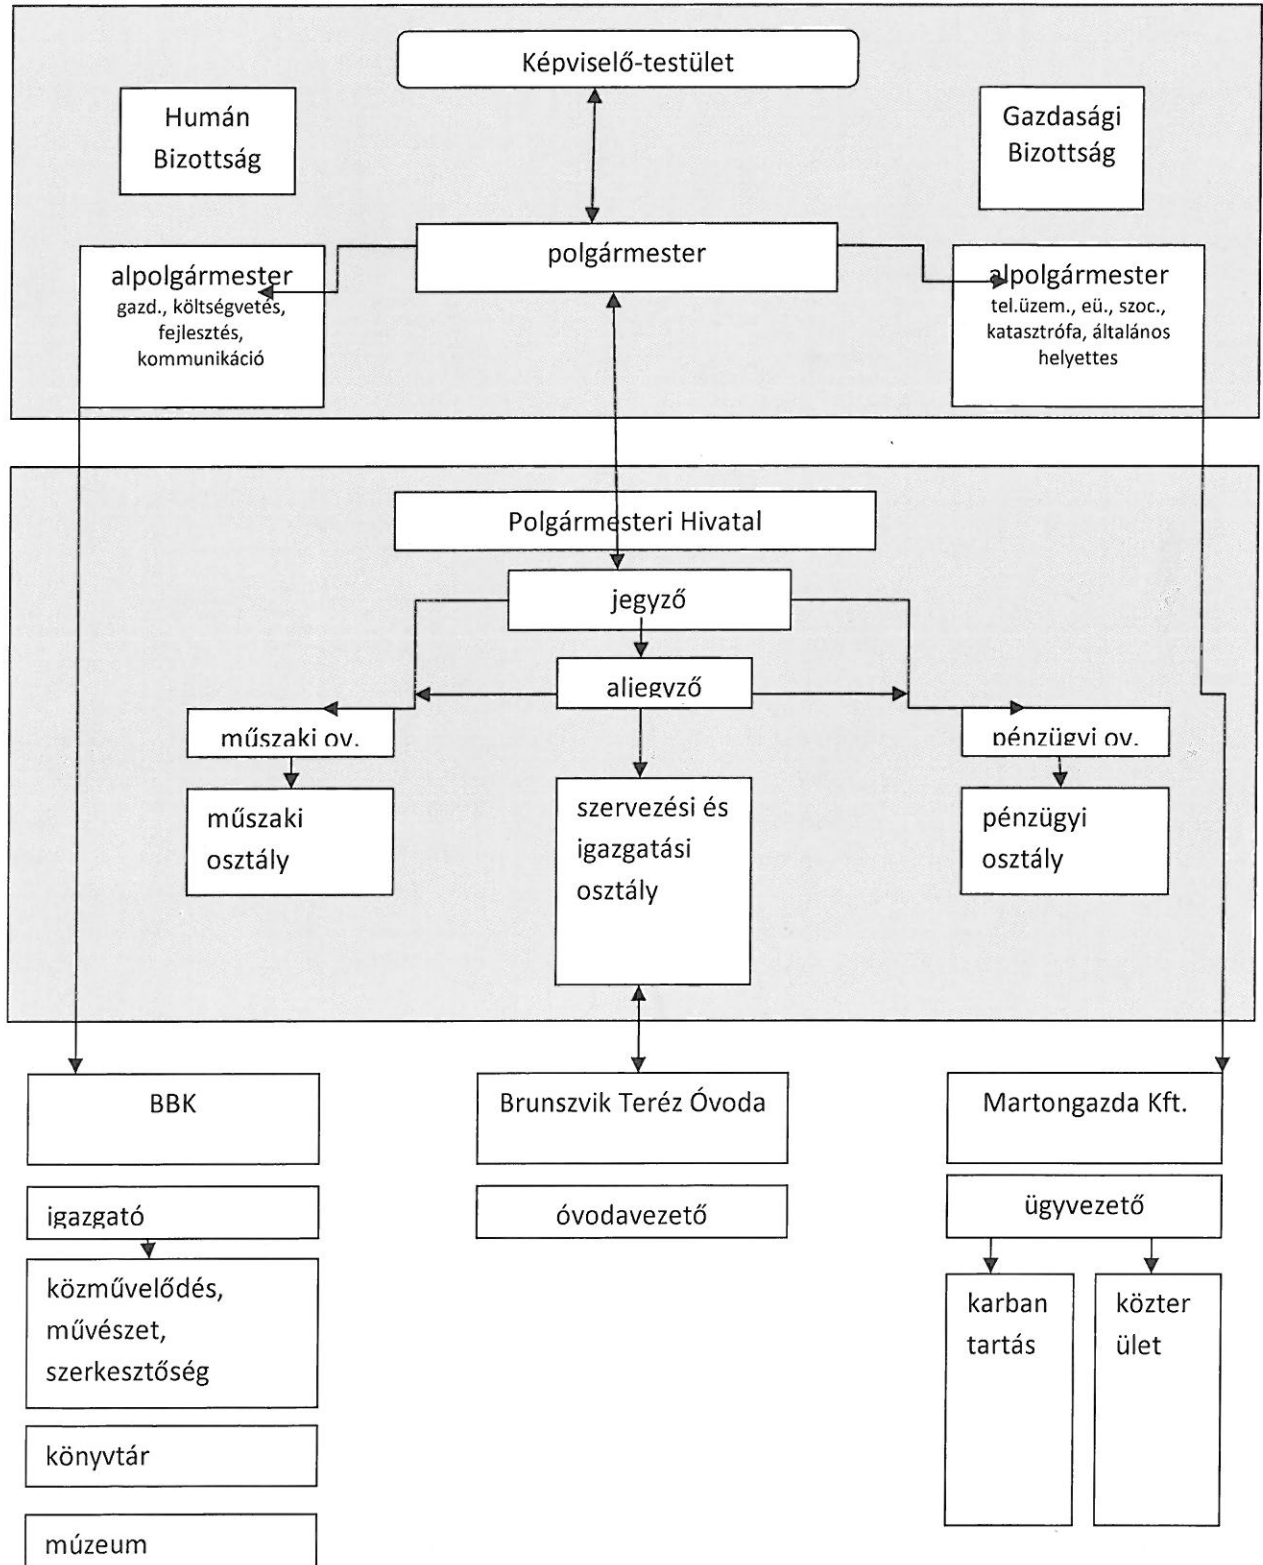 Képviselő-testület
Humán
Bizottság
Gazdasági
Bizottság
polgármester
alpolgármester
gazd., költségvetés,
fejlesztés,
kommunikáció
alpolgármester
tel.üzem., eü., szoc.,
katasztrófa, általános
helyettes
Polgármesteri Hivatal
jegyző
aljegyző
műszaki ov.
pénzügyi ov.
műszaki
osztály
szervezési és
igazgatási
osztály
pénzügyi
osztály
BBK
Brunszvik Teréz Óvoda
Martongazda Kft.
igazgató
óvodavezető
ügyvezető
közművelődés,
művészet,
szerkesztőség
karban
tartás
közter
ület
könyvtár
múzeum